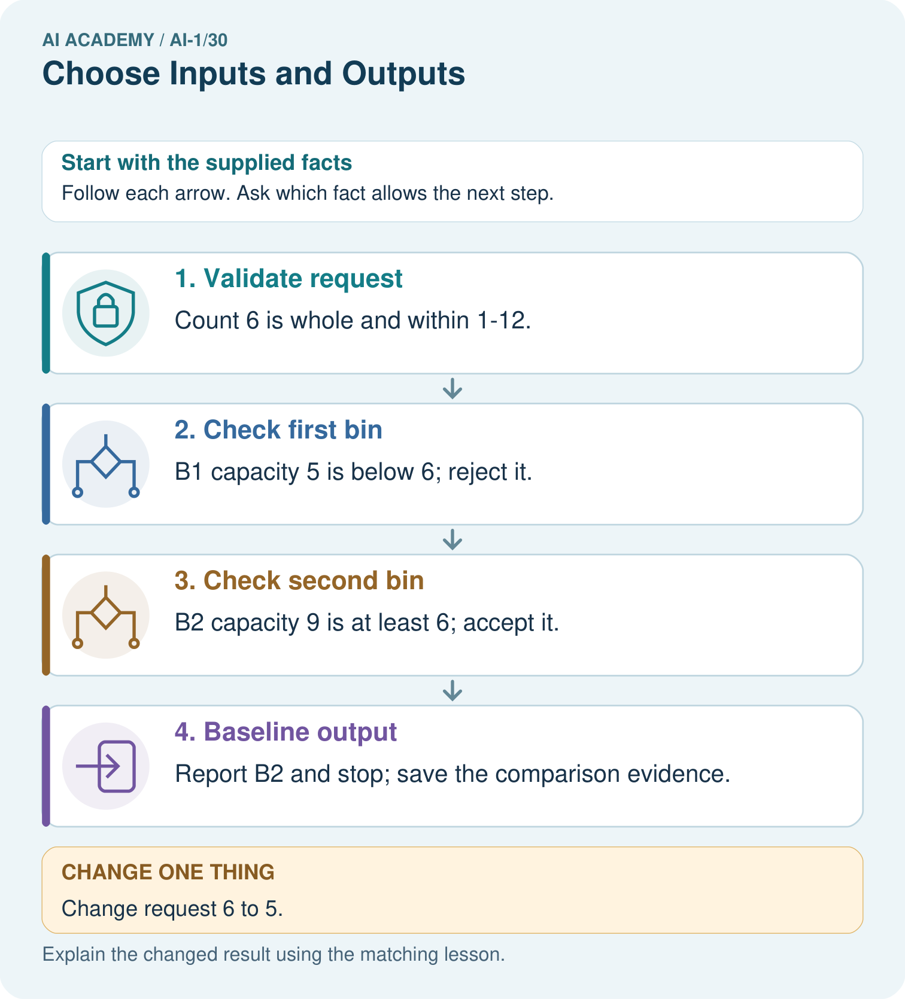 AI ACADEMY / AI-1/30
Choose Inputs and Outputs
Start with the supplied facts
Follow each arrow. Ask which fact allows the next step.
1. Validate request
Count 6 is whole and within 1-12.
2. Check first bin
B1 capacity 5 is below 6; reject it.
3. Check second bin
B2 capacity 9 is at least 6; accept it.
4. Baseline output
Report B2 and stop; save the comparison evidence.
CHANGE ONE THING
Change request 6 to 5.
Explain the changed result using the matching lesson.